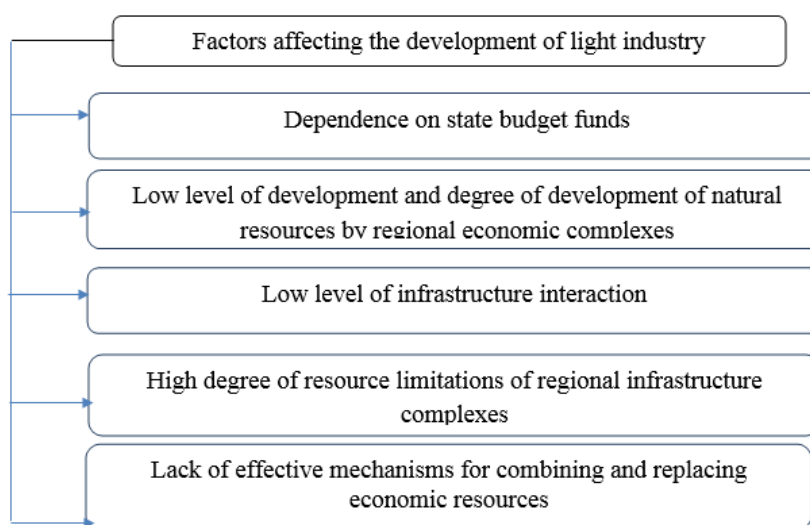 Factors affecting the development of light industry
Dependence on state budget funds
Low level of development and degree of development of natural
resources by regional economic complexes
Low level of infrastructure interaction
High degree of resource limitations of regional infrastructure
complexes
Lack of effective mechanisms for combining and replacing
economic resources